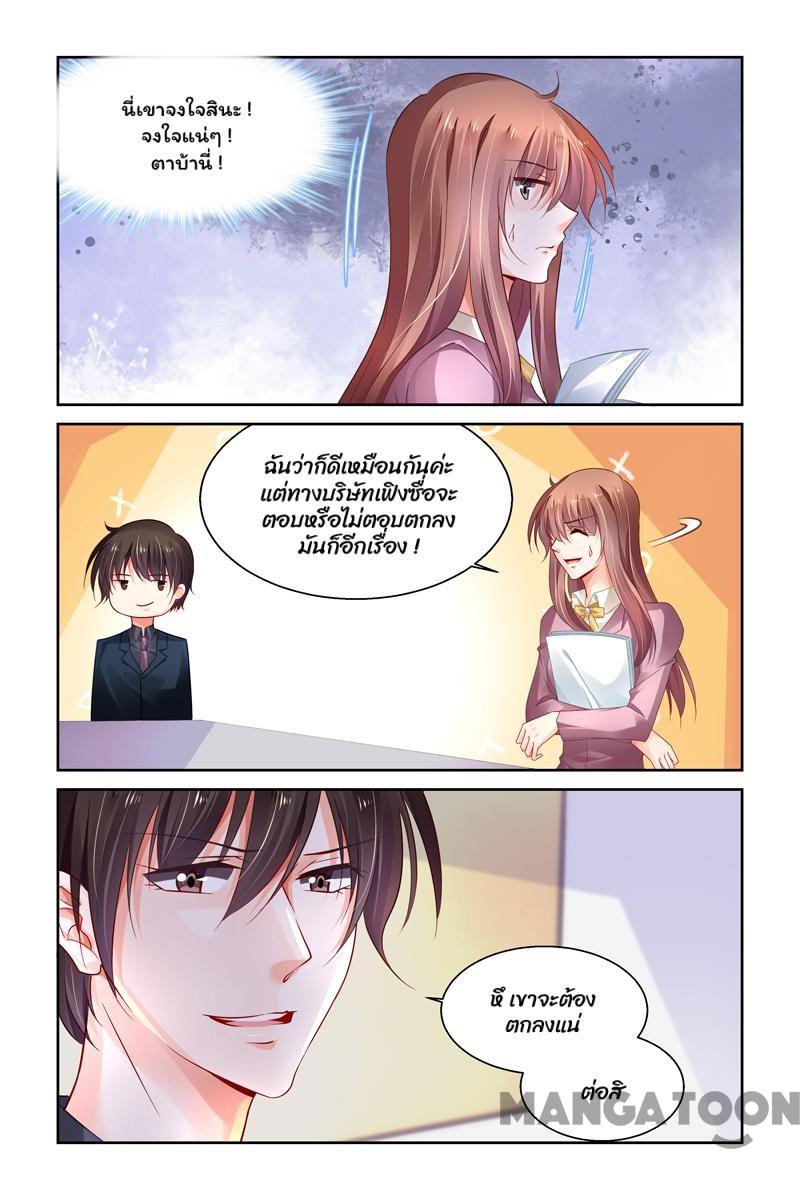 นี่เขาจงใจสินะ !
จงใจแน่ๆ !
ตาบ้านี่ !
ฉันว่าก็ดีเหมือนกันค่ะ
แต่ทางบริษัทเฟิงซื่อจะ
ตอบหรือไม่ตอบตกลง
มันก็อีกเรื่อง !
หึ เขาจะต้อง
ตกลงแน่
ต่อสิ
MANGATOON